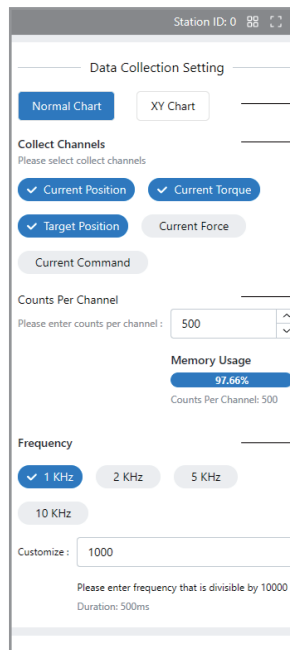 Station ID: 0
Data Collection Setting
Normal Chart XY Chart
Collect Channels
Please select collect channels
Current Position Current Torque
Target Position Current Force
Current Command
Counts Per Channel
Please enter counts per channel : 500
Memory Usage
97.66%
Counts Per Channel: 500
Frequency
1 KHz 2 KHz 5 KHz
10 KHz
Customize : 1000
Please enter frequency that is divisible by 10000
Duration: 500ms